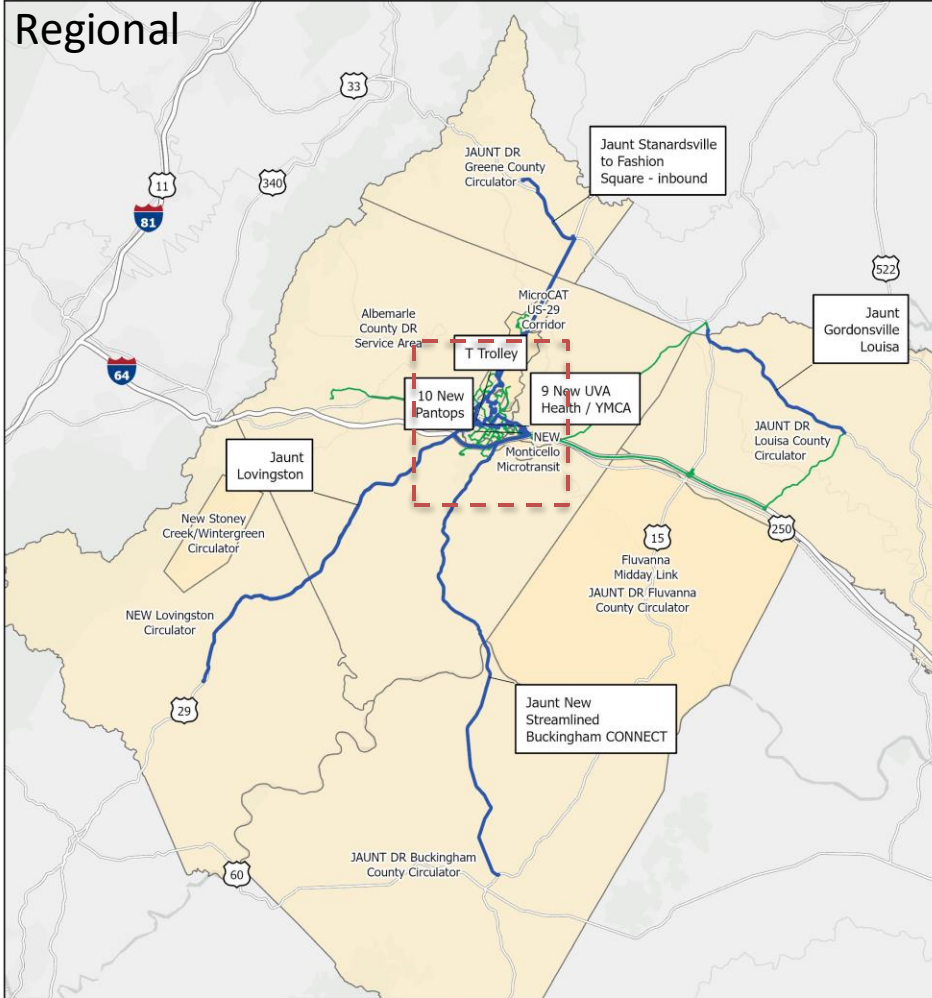 Regional
33
JAUNT DR
Greene County
Circulator
Jaunt Stanardsville
to Fashion
Square - inbound
11
340
81
522
MicroCAT
US-29
Corridor
Albemarle
County DR
Service Area
Jaunt
Gordonsville
Louisa
T Trolley
64
10 New
Pantops
9 New UVA
Health / YMCA
NEW
Monticello
Microtransit
JAUNT DR
Louisa County
Circulator
Jaunt
Lovingston
New Stoney
Creek/Wintergreen
Circulator
250
15
Fluvanna
Midday Link
JAUNT DR Fluvanna
County Circulator
NEW Lovingston
Circulator
29
Jaunt New
Streamlined
Buckingham CONNECT
JAUNT DR Buckingham
County Circulator
60